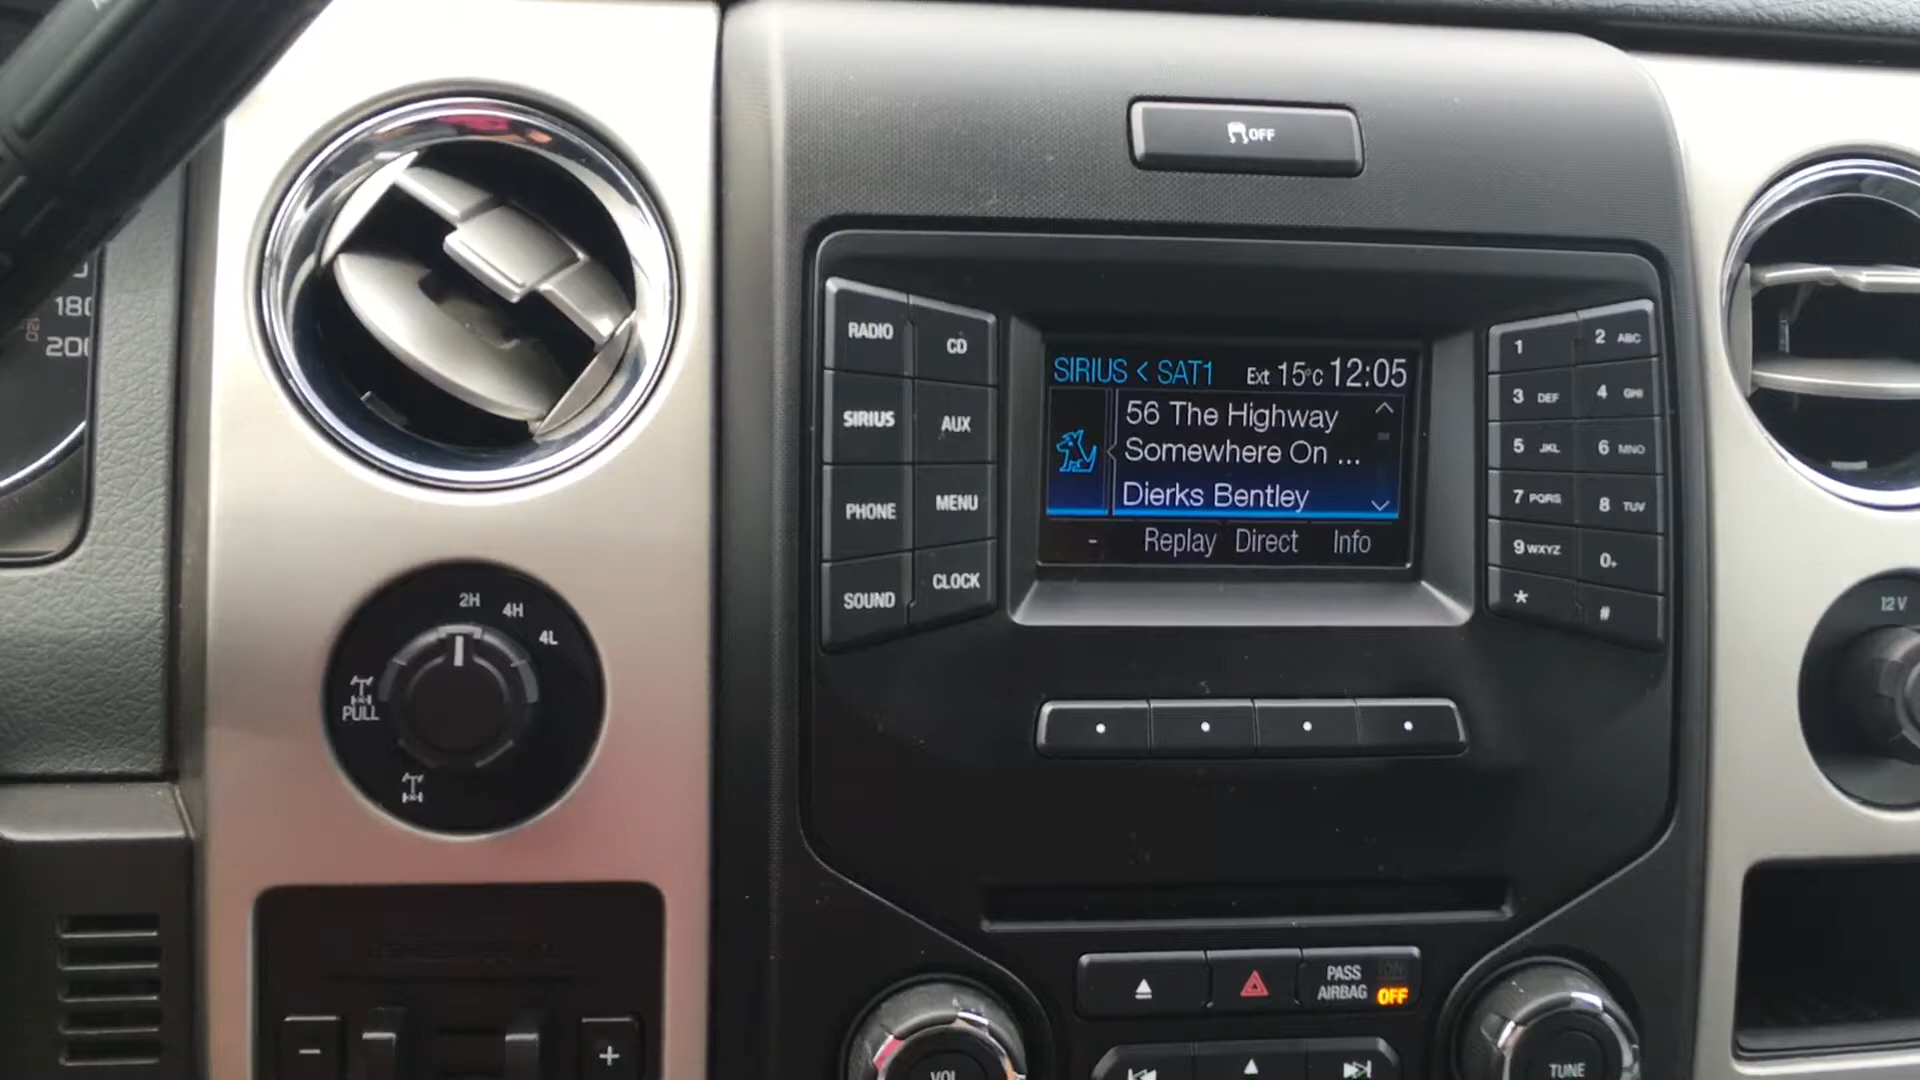 OFF
180
200
120
RADIO
CD
SIRIUS
AUX
PHONE
MENU
SOUND
CLOCK
SIRIUS < SAT1 Ext 15°C 12:05
56 The Highway
Somewhere On ...
Dierks Bentley
- Replay Direct Info
1
2 ABC
3 DEF
4 GHI
5 JKL
6 MNO
7 PQRS
8 TUV
9 WXYZ
0+
*
#
2H
4H
4L
PULL
12V
PASS
AIRBAG
ON
OFF
-
+
VOL
TUNE